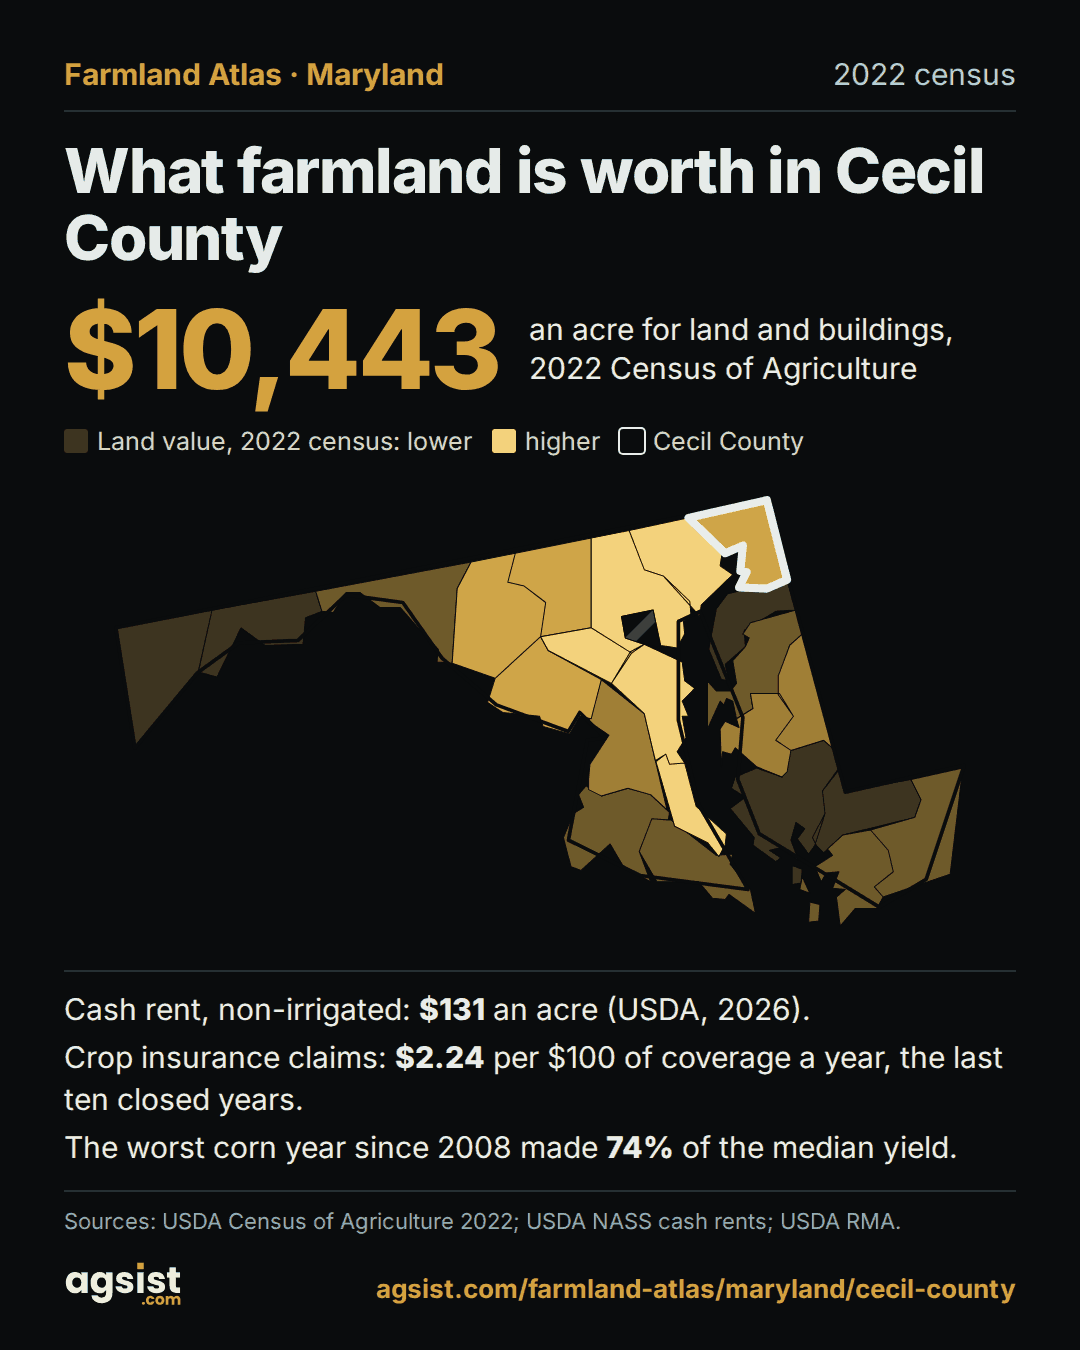 Farmland Atlas · Maryland
2022 census
What farmland is worth in Cecil
County
$10,443
an acre for land and buildings,
2022 Census of Agriculture
Land value, 2022 census: lower
higher
Cecil County
Cash rent, non-irrigated: $131 an acre (USDA, 2026).
Crop insurance claims: $2.24 per $100 of coverage a year, the last
ten closed years.
The worst corn year since 2008 made 74% of the median yield.
Sources: USDA Census of Agriculture 2022; USDA NASS cash rents; USDA RMA.
agsist
.com
agsist.com/farmland-atlas/maryland/cecil-county